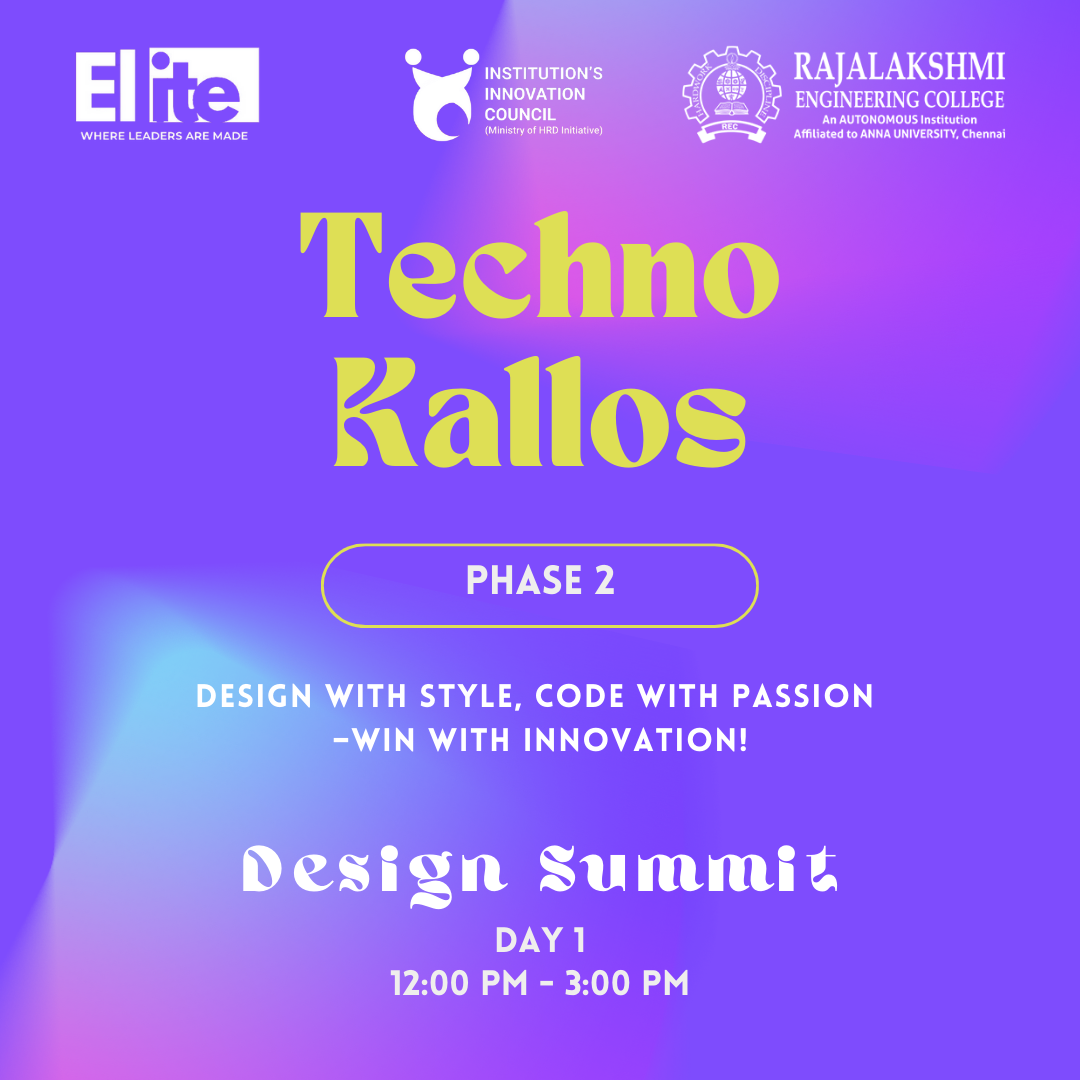 Elite
WHERE LEADERS ARE MADE
INSTITUTION'S
INNOVATION
COUNCIL
(Ministry of HRD Initiative)
HARDWORK
DISCIPLINE
REC
RAJALAKSHMI
ENGINEERING COLLEGE
An AUTONOMOUS Institution
Affiliated to ANNA UNIVERSITY, Chennai
Techno
Kallos
PHASE 2
DESIGN WITH STYLE, CODE WITH PASSION
–WIN WITH INNOVATION!
Design Summit
DAY 1
12:00 PM – 3:00 PM